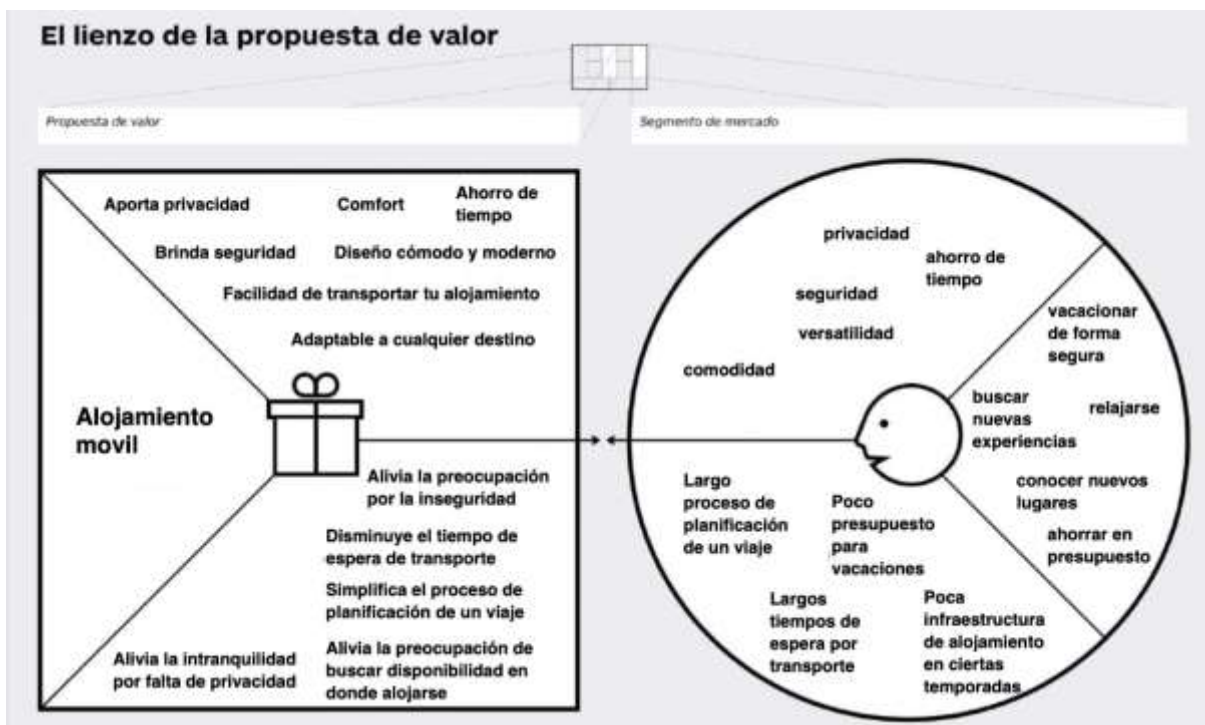 El lienzo de la propuesta de valor
Propuesta de valor
Segmento de mercado
Aporta privacidad
Comfort
Ahorro de
tiempo
Brinda seguridad
Diseño cómodo y moderno
Facilidad de transportar tu alojamiento
Adaptable a cualquier destino
Alojamiento
movil
Alivia la preocupación
por la inseguridad
Disminuye el tiempo de
espera de transporte
Simplifica el proceso de
planificación de un viaje
Alivia la preocupación de
buscar disponibilidad en
donde alojarse
Alivia la intranquilidad
por falta de privacidad
privacidad
ahorro de
tiempo
seguridad
versatilidad
comodidad
vacacionar
de forma
segura
buscar
nuevas
experiencias
relajarse
conocer nuevos
lugares
ahorrar en
presupuesto
Largo
proceso de
planificación
de un viaje
Poco
presupuesto
para
vacaciones
Largos
tiempos de
espera por
transporte
Poca
infraestructura
de alojamiento
en ciertas
temporadas